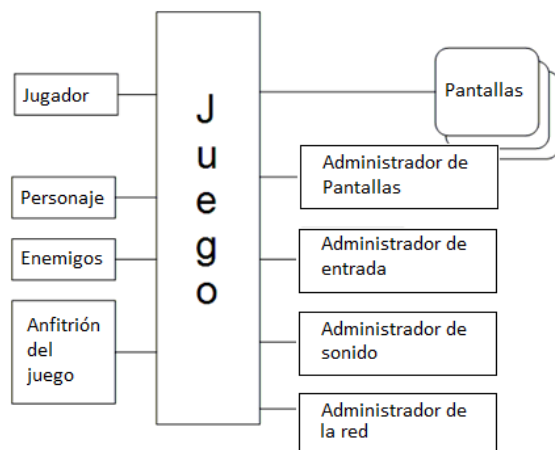 Jugador
Personaje
Enemigos
Anfitrión
del
juego
J
u
e
g
o
Pantallas
Administrador de
Pantallas
Administrador de
entrada
Administrador de
sonido
Administrador de
la red